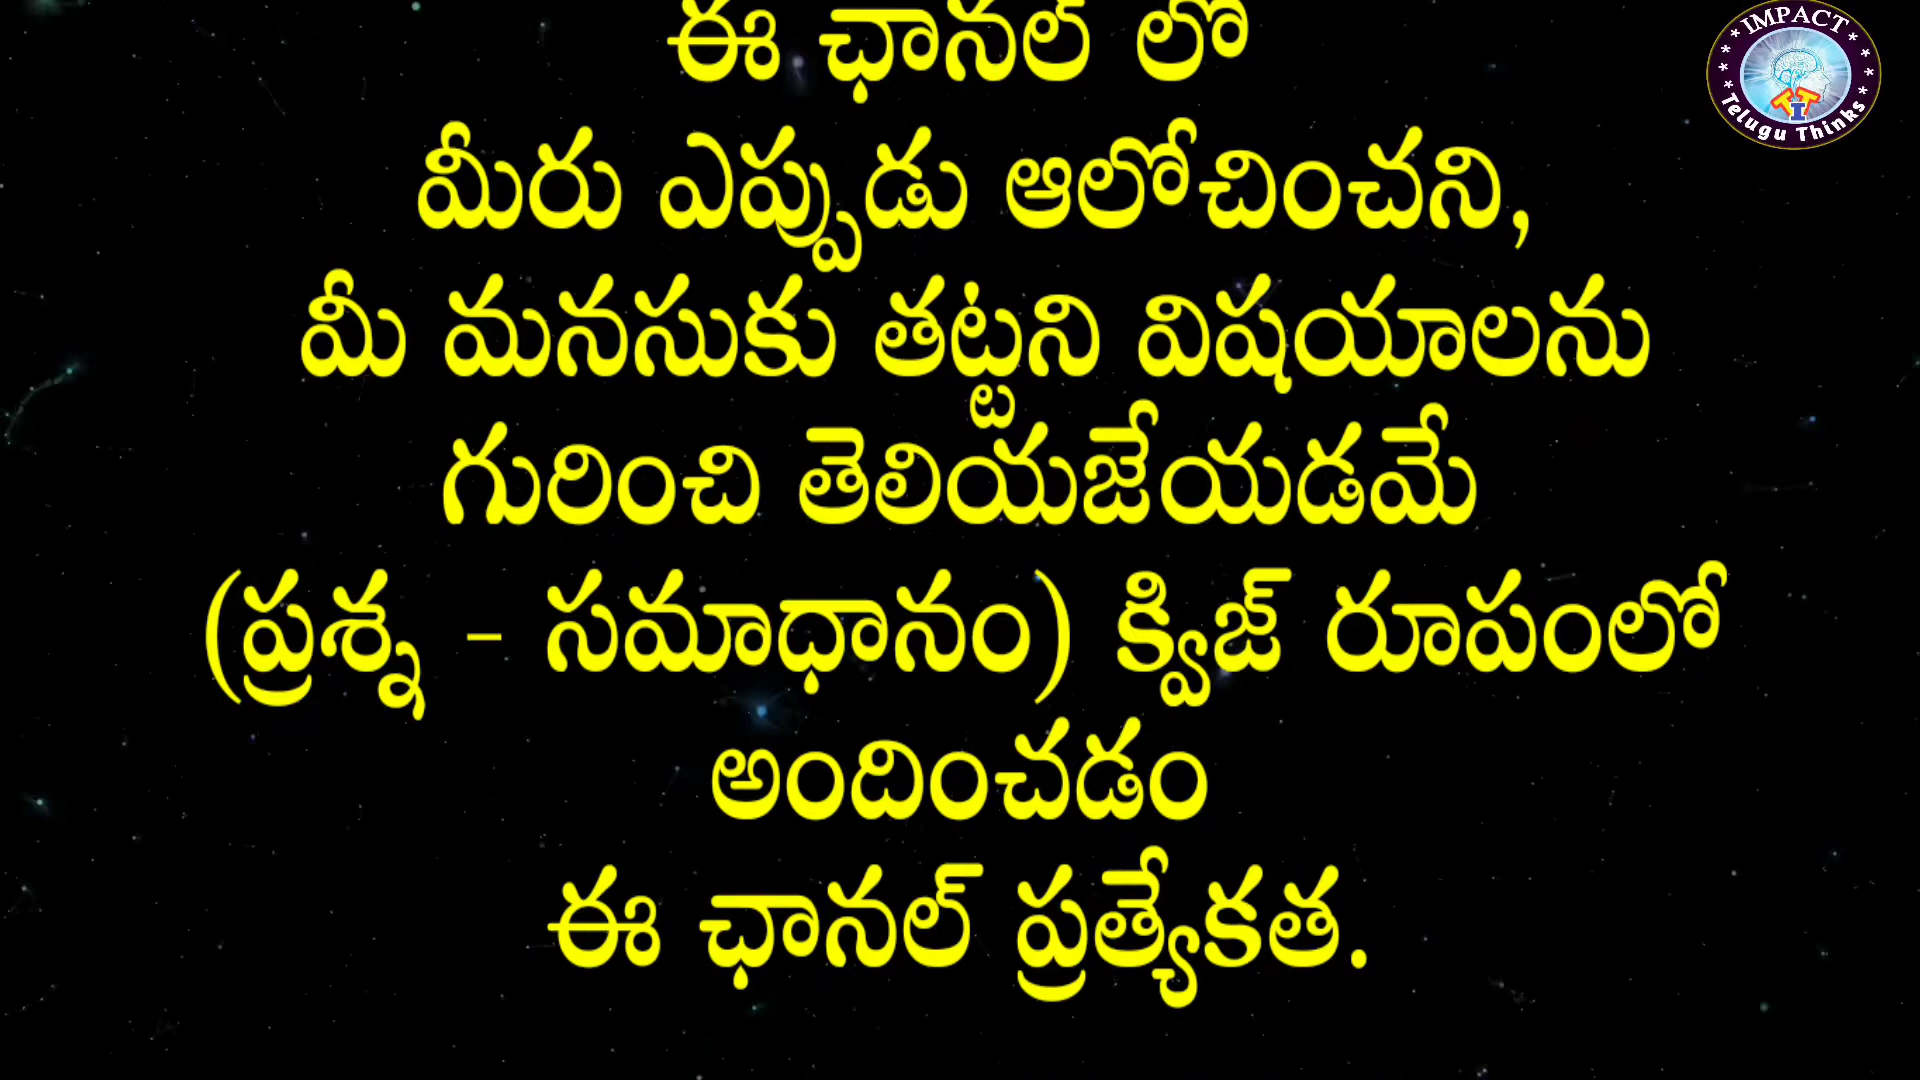 ఈ ఛానల్ లో
మీరు ఎప్పుడు ఆలోచించని,
మీ మనసుకు తట్టని విషయాలను
గురించి తెలియజేయడమే
(ప్రశ్న - సమాధానం) క్విజ్ రూపంలో
అందించడం
ఈ ఛానల్ ప్రత్యేకత.
IMPACT
TIT
Telugu Thinks